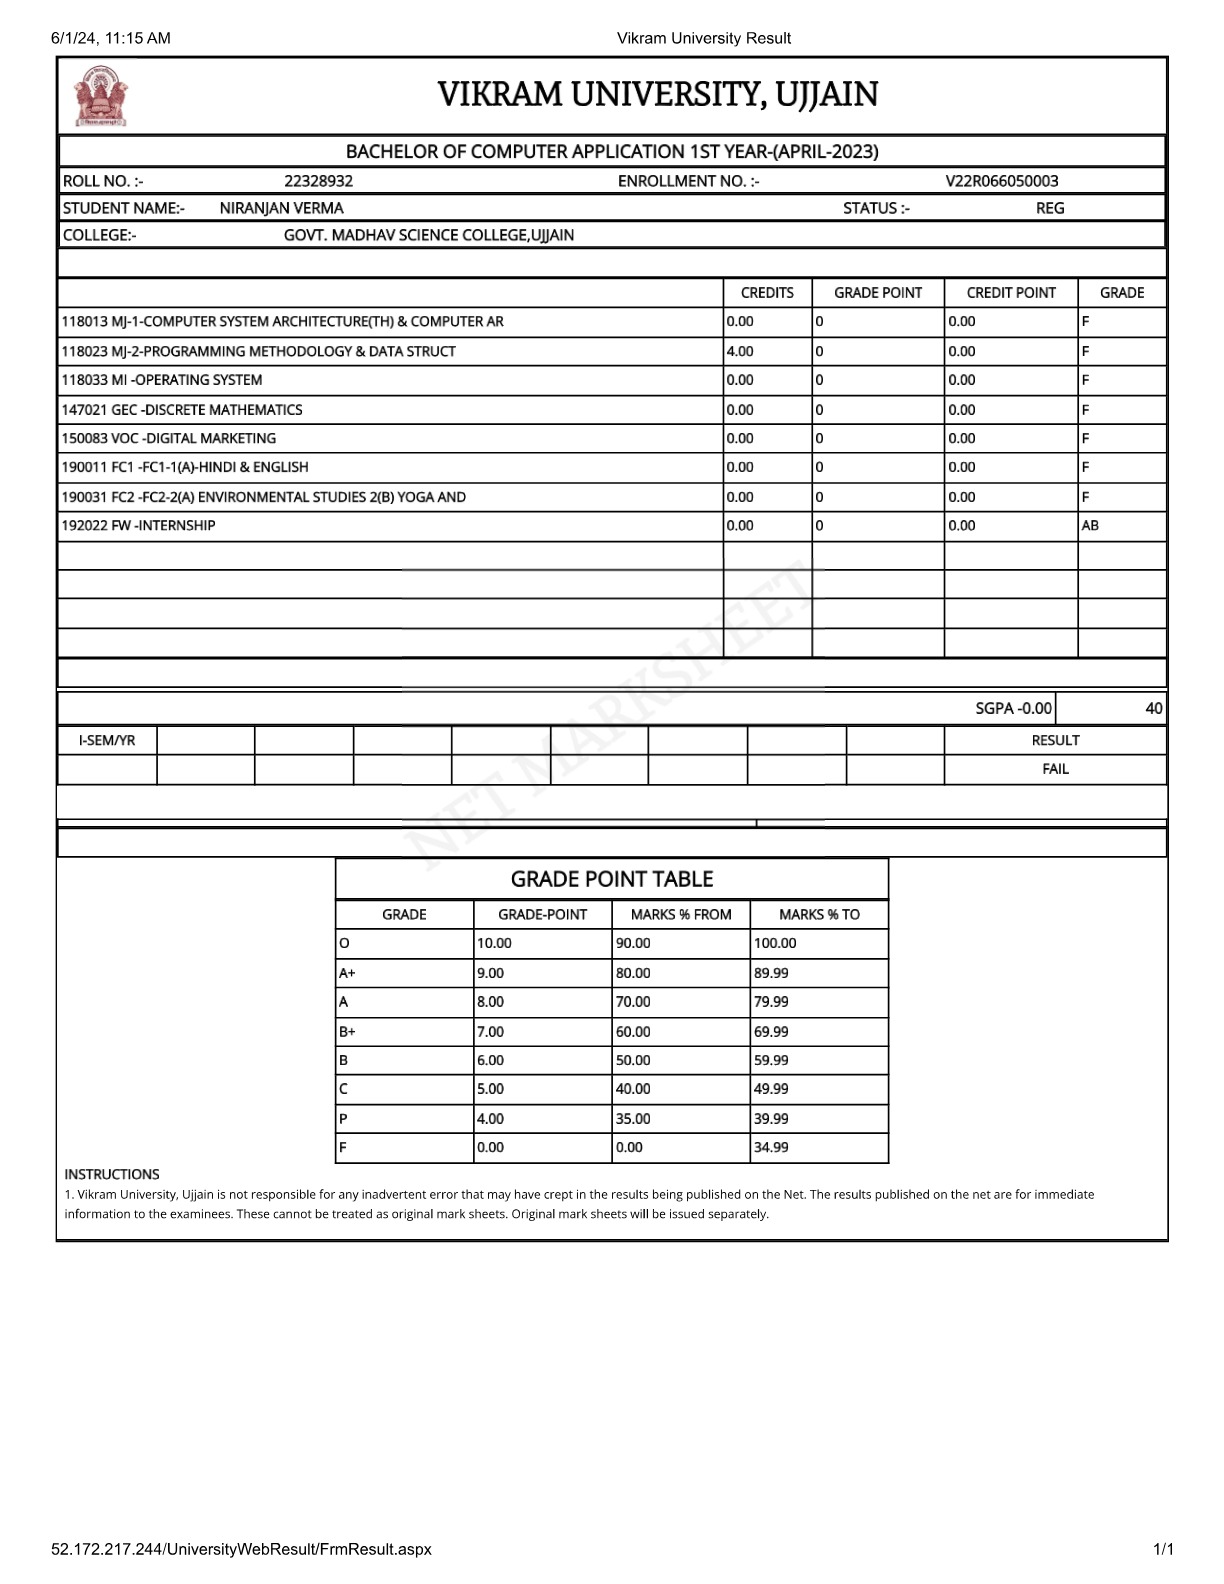 6/1/24, 11:15 AM Vikram University Result
VIKRAM UNIVERSITY, UJJAIN
BACHELOR OF COMPUTER APPLICATION 1ST YEAR-(APRIL-2023)
ROLL NO. :- 22328932 ENROLLMENT NO. :- V22R066050003
STUDENT NAME:- NIRANJAN VERMA STATUS :- REG
COLLEGE:- GOVT. MADHAV SCIENCE COLLEGE,UJJAIN
CREDITS GRADE POINT CREDIT POINT GRADE
118013 MJ-1-COMPUTER SYSTEM ARCHITECTURE(TH) & COMPUTER AR 0.00 0 0.00 F
118023 MJ-2-PROGRAMMING METHODOLOGY & DATA STRUCT 4.00 0 0.00 F
118033 MI -OPERATING SYSTEM 0.00 0 0.00 F
147021 GEC -DISCRETE MATHEMATICS 0.00 0 0.00 F
150083 VOC -DIGITAL MARKETING 0.00 0 0.00 F
190011 FC1 -FC1-1(A)-HINDI & ENGLISH 0.00 0 0.00 F
190031 FC2 -FC2-2(A) ENVIRONMENTAL STUDIES 2(B) YOGA AND 0.00 0 0.00 F
192022 FW -INTERNSHIP 0.00 0 0.00 AB
NET MARKSHEET
SGPA -0.00 40
I-SEM/YR RESULT
FAIL
GRADE POINT TABLE
GRADE GRADE-POINT MARKS % FROM MARKS % TO
O 10.00 90.00 100.00
A+ 9.00 80.00 89.99
A 8.00 70.00 79.99
B+ 7.00 60.00 69.99
B 6.00 50.00 59.99
C 5.00 40.00 49.99
P 4.00 35.00 39.99
F 0.00 0.00 34.99
INSTRUCTIONS
1. Vikram University, Ujjain is not responsible for any inadvertent error that may have crept in the results being published on the Net. The results published on the net are for immediate
information to the examinees. These cannot be treated as original mark sheets. Original mark sheets will be issued separately.
52.172.217.244/UniversityWebResult/FrmResult.aspx 1/1